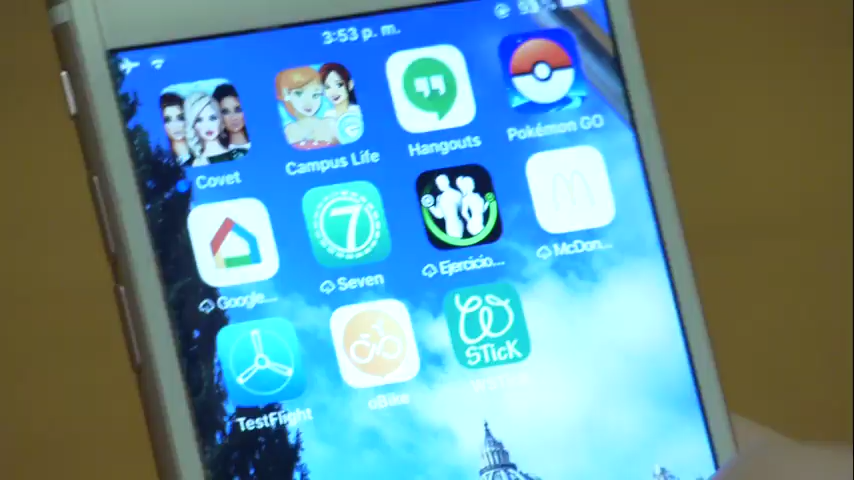 3:53 p. m.
Covet
Campus Life
Hangouts
Pokémon GO
7
Google...
Seven
Ejercicio...
McDon...
STicK
TestFlight
oBike